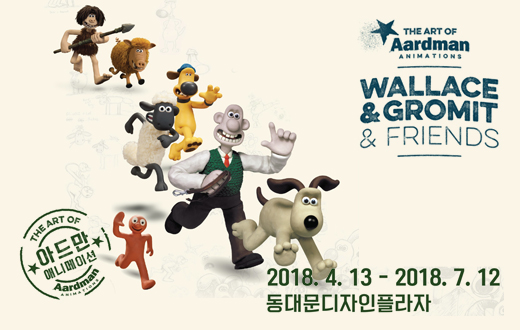 THE ART OF
Aardman
ANIMATIONS
WALLACE
& GROMIT
& FRIENDS
THE ART OF
아드만
애니메이션
Aardman
ANIMATIONS
2018. 4. 13 - 2018. 7. 12
동대문디자인플라자